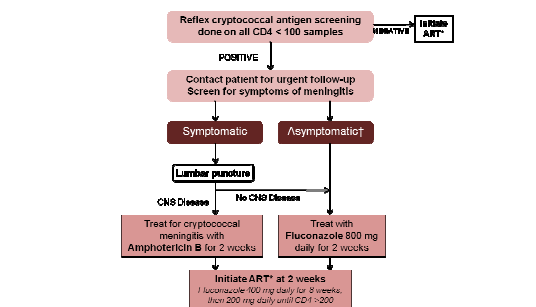 Reflex cryptococcal antigen screening
done on all CD4 < 100 samples
NEGATIVE
Initiate
ART*
POSITIVE
Contact patient for urgent follow-up
Screen for symptoms of meningitis
Symptomatic
Asymptomatic†
Lumbar puncture
CNS Disease
No CNS Disease
Treat for cryptococcal
meningitis with
Amphotericin B for 2 weeks
Treat with
Fluconazole 800 mg
daily for 2 weeks
Initiate ART* at 2 weeks
Fluconazole 400 mg daily for 8 weeks,
then 200 mg daily until CD4 >200